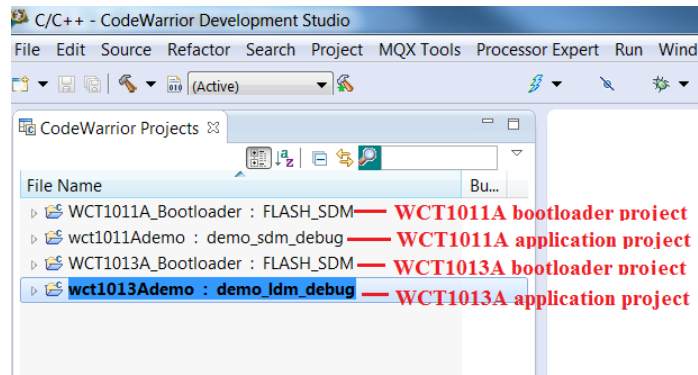 C/C++ - CodeWarrior Development Studio
File Edit Source Refactor Search Project MQX Tools Processor Expert Run Wind
(Active)
CodeWarrior Projects
File Name Bu...
WCT1011A_Bootloader : FLASH_SDM WCT1011A bootloader project
wct1011Ademo : demo_sdm_debug WCT1011A application project
WCT1013A_Bootloader : FLASH_SDM WCT1013A bootloader project
wct1013Ademo : demo_ldm_debug WCT1013A application project